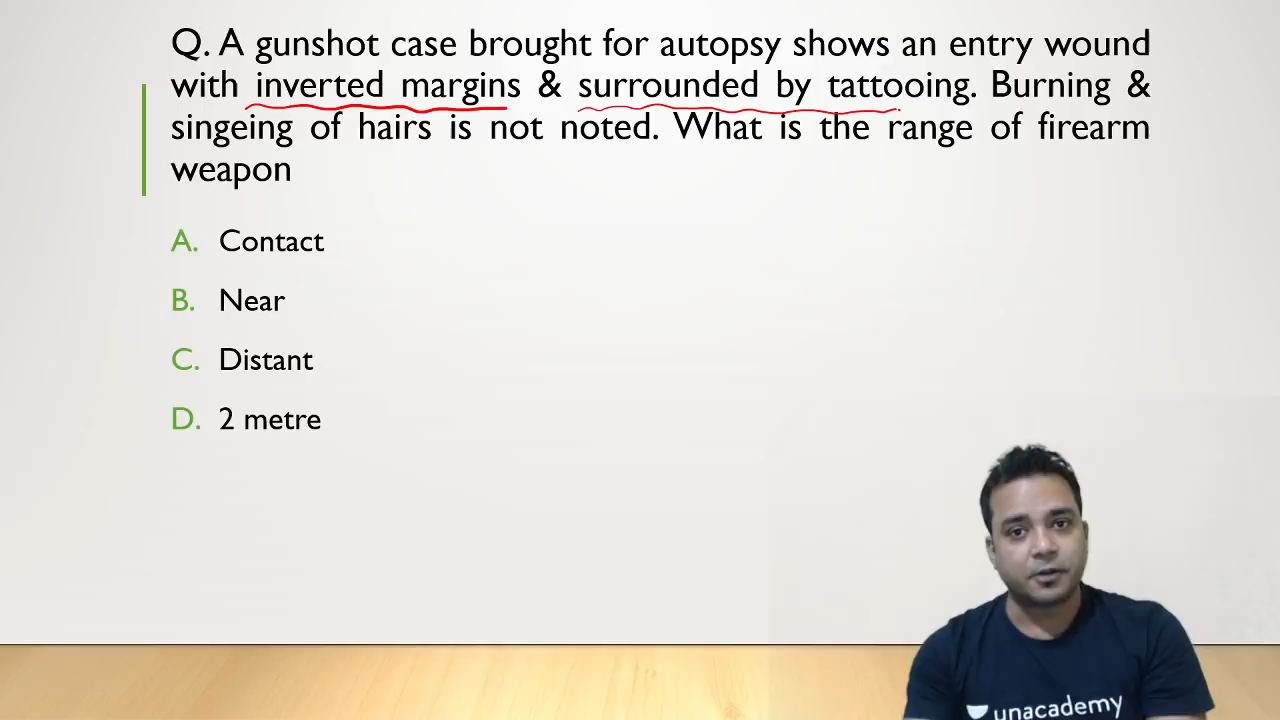 Q. A gunshot case brought for autopsy shows an entry wound
with inverted margins & surrounded by tattooing. Burning &
singeing of hairs is not noted. What is the range of firearm
weapon
A. Contact
B. Near
C. Distant
D. 2 metre
unacademy